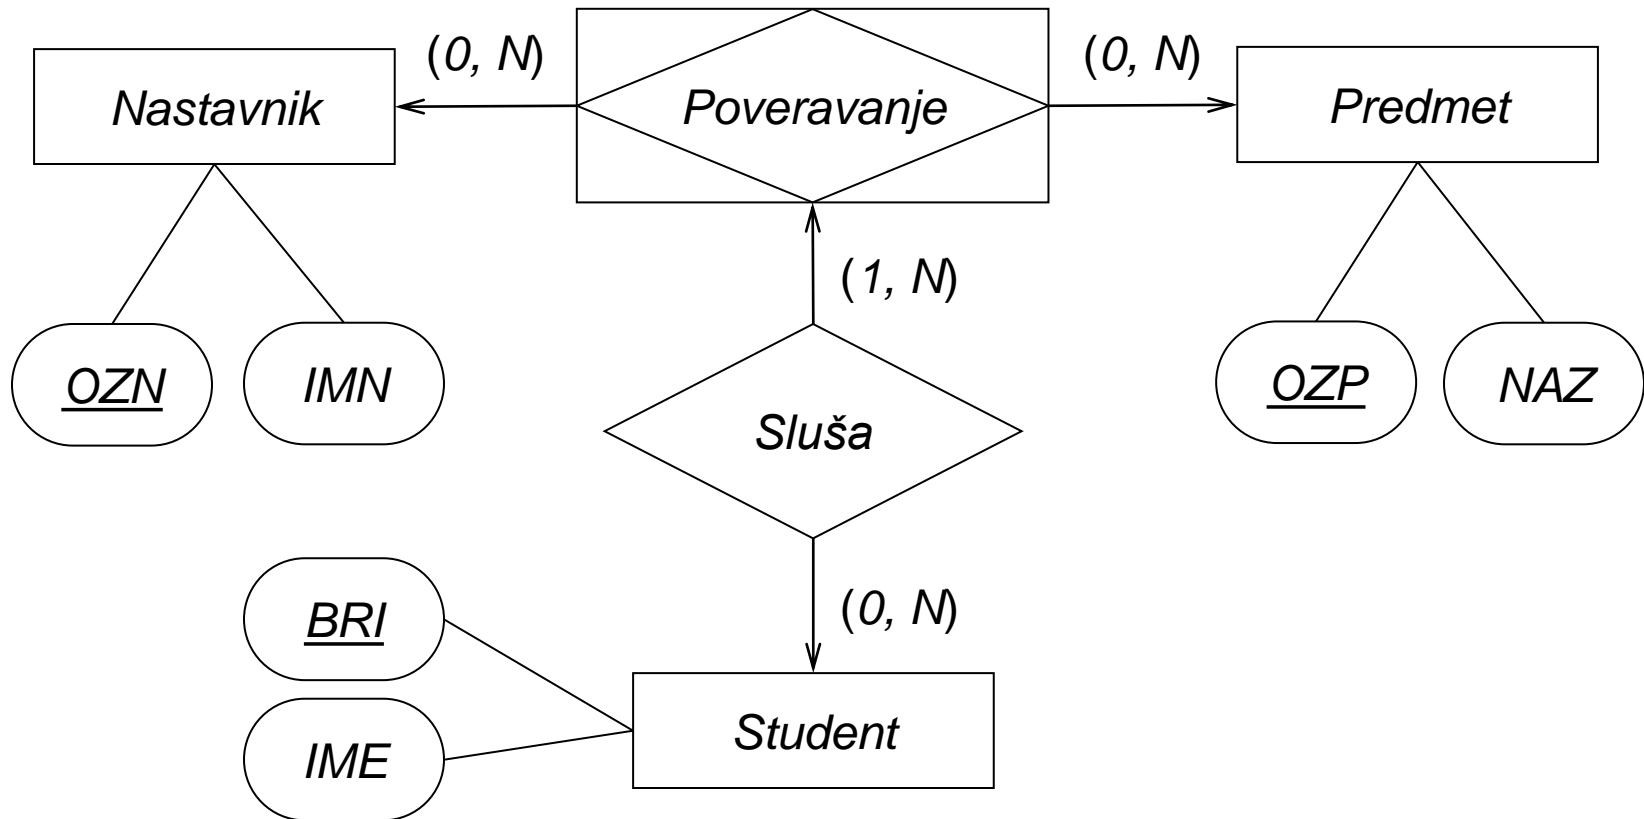 (0, N)
(0, N)
Nastavnik
Poveravanje
Predmet
(1, N)
OZN
IMN
OZP
NAZ
Sluša
(0, N)
BRI
IME
Student